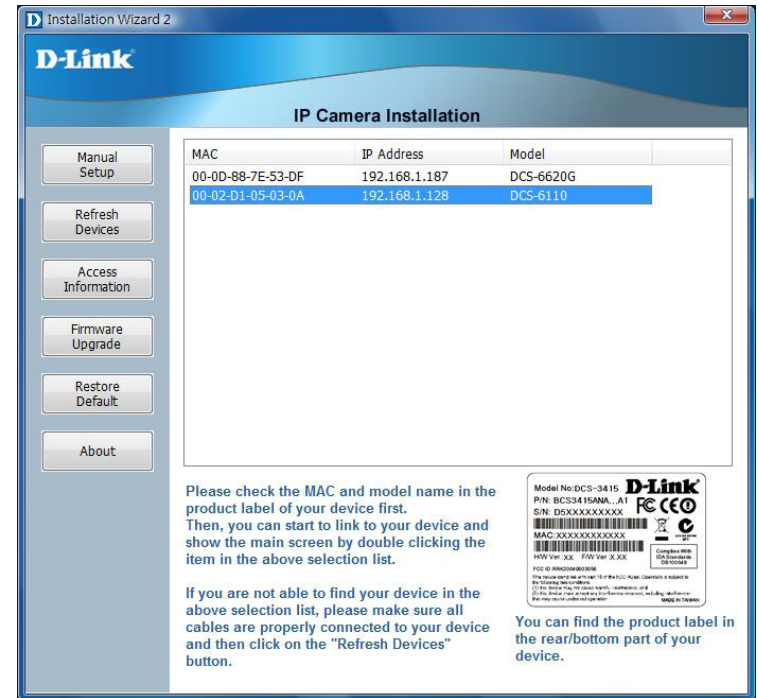 Installation Wizard 2
D-Link
IP Camera Installation
Manual
Setup
Refresh
Devices
Access
Information
Firmware
Upgrade
Restore
Default
About
MAC IP Address Model
00-0D-88-7E-53-DF 192.168.1.187 DCS-6620G
00-02-D1-05-03-0A 192.168.1.128 DCS-6110
Please check the MAC and model name in the
product label of your device first.
Then, you can start to link to your device and
show the main screen by double clicking the
item in the above selection list.
If you are not able to find your device in the
above selection list, please make sure all
cables are properly connected to your device
and then click on the "Refresh Devices"
button.
Model No:DCS-3415 D-Link
P/N: BCS3415ANA...A1
S/N: D5XXXXXXXXX
MAC:XXXXXXXXXXXX
H/W Ver :XX F/W Ver :X.XX
Complies With
IDA Standards
MADE IN TAIWAN
You can find the product label in
the rear/bottom part of your
device.